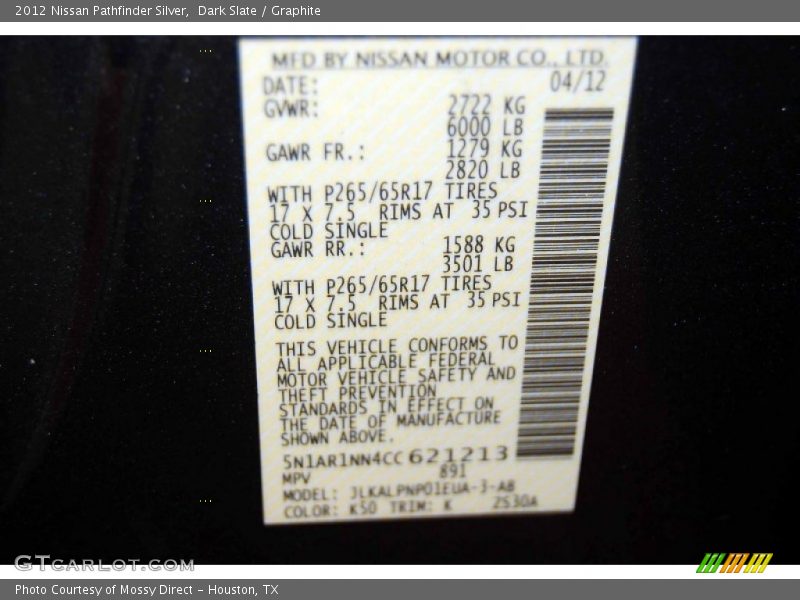 2012 Nissan Pathfinder Silver, Dark Slate / Graphite
MFD BY NISSAN MOTOR CO., LTD.
DATE: 04/12
GVWR: 2722 KG
6000 LB
GAWR FR.: 1279 KG
2820 LB
WITH P265/65R17 TIRES
17 X 7.5 RIMS AT 35 PSI
COLD SINGLE
GAWR RR.: 1588 KG
3501 LB
WITH P265/65R17 TIRES
17 X 7.5 RIMS AT 35 PSI
COLD SINGLE
THIS VEHICLE CONFORMS TO
ALL APPLICABLE FEDERAL
MOTOR VEHICLE SAFETY AND
THEFT PREVENTION
STANDARDS IN EFFECT ON
THE DATE OF MANUFACTURE
SHOWN ABOVE.
5N1AR1NN4CC 621213
MPV 891
MODEL: JLKALPNP01EUA-3-AB
COLOR: K50 TRIM: K ZS30A
GTcarlot.com
Photo Courtesy of Mossy Direct - Houston, TX